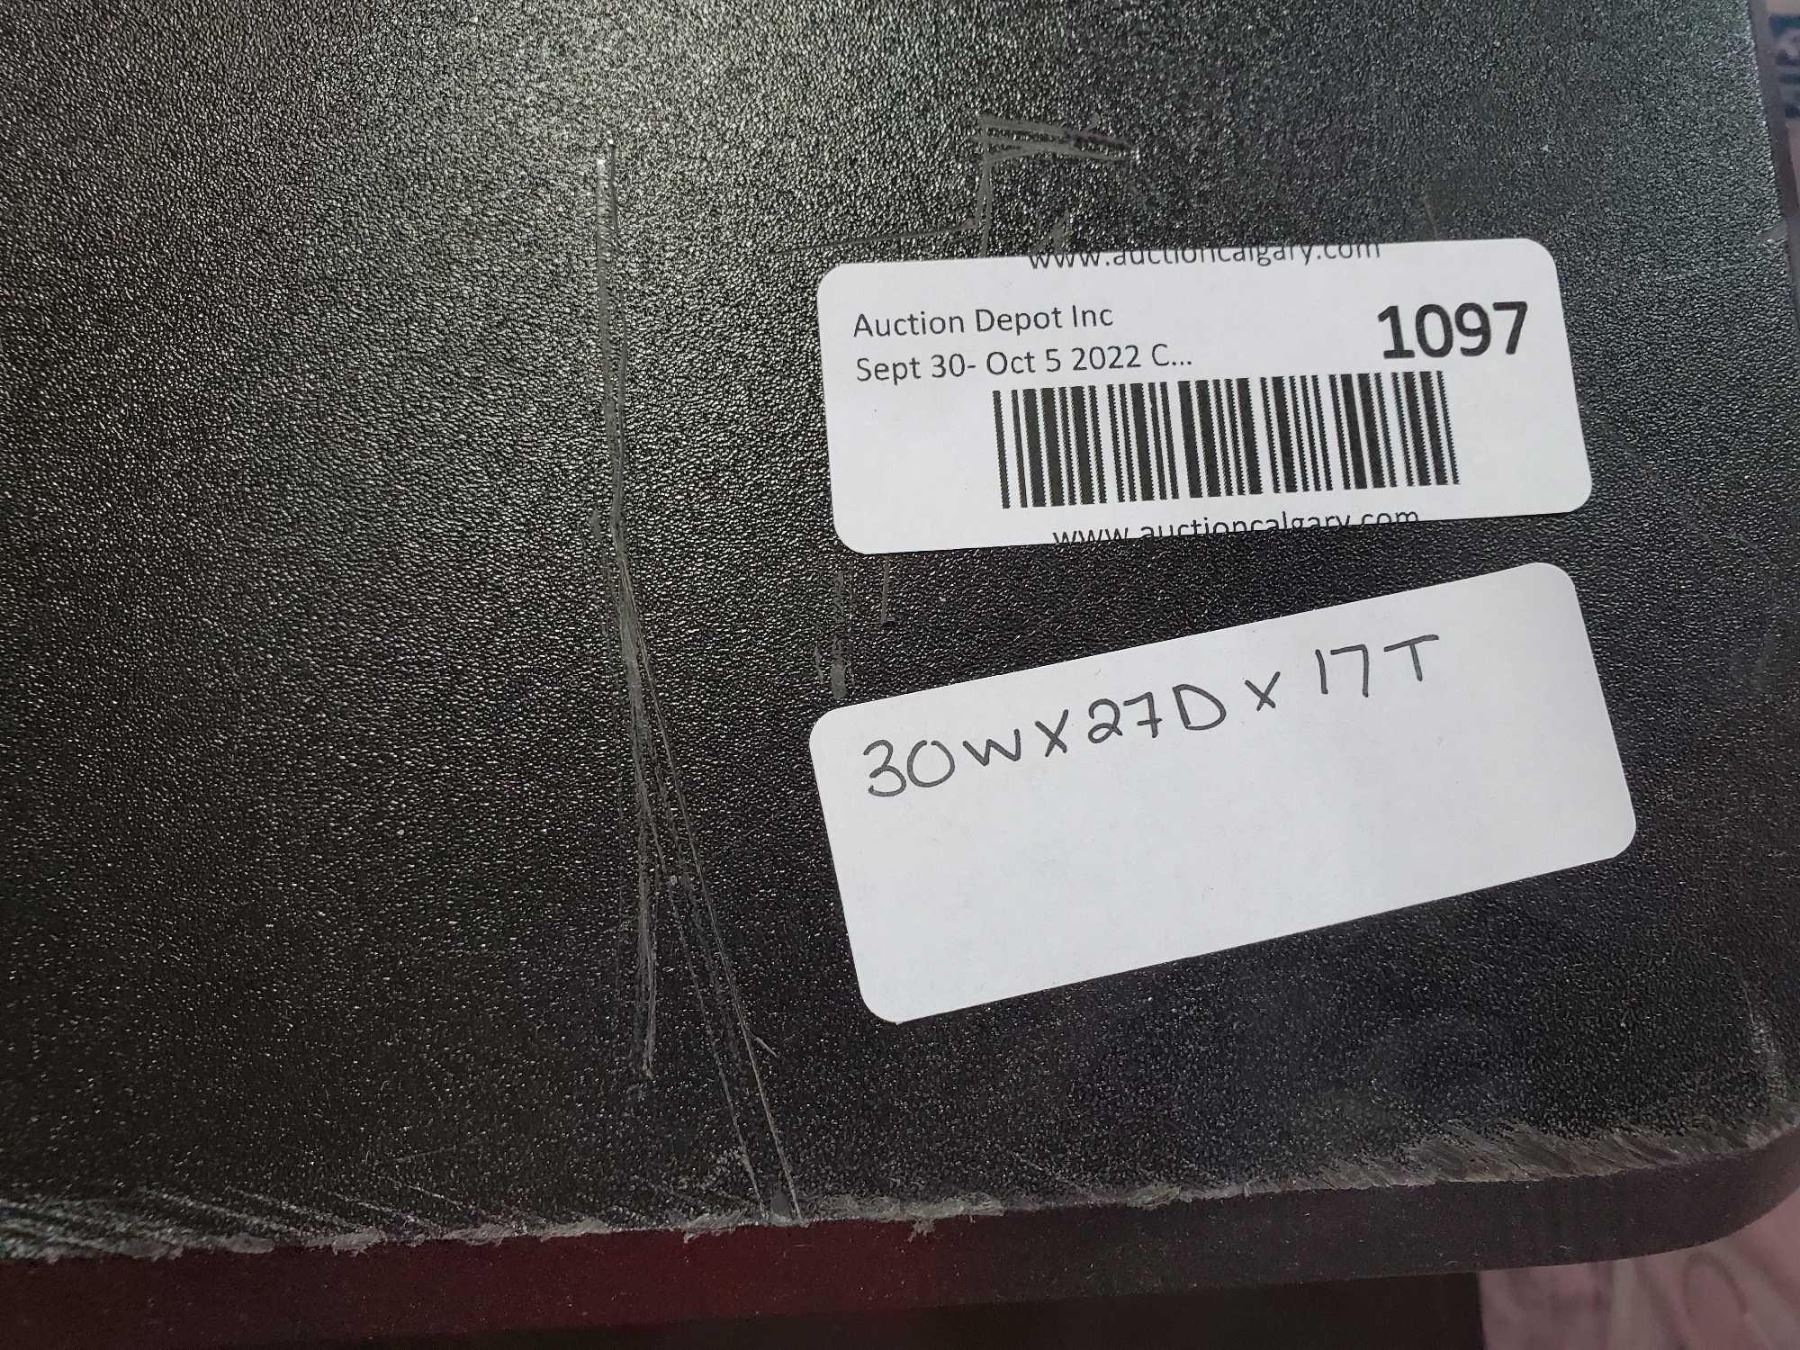 www.auctioncalgary.com
Auction Depot Inc
1097
Sept 30- Oct 5 2022 C...
www.auctioncalgary.com
30W X 27D X 17T